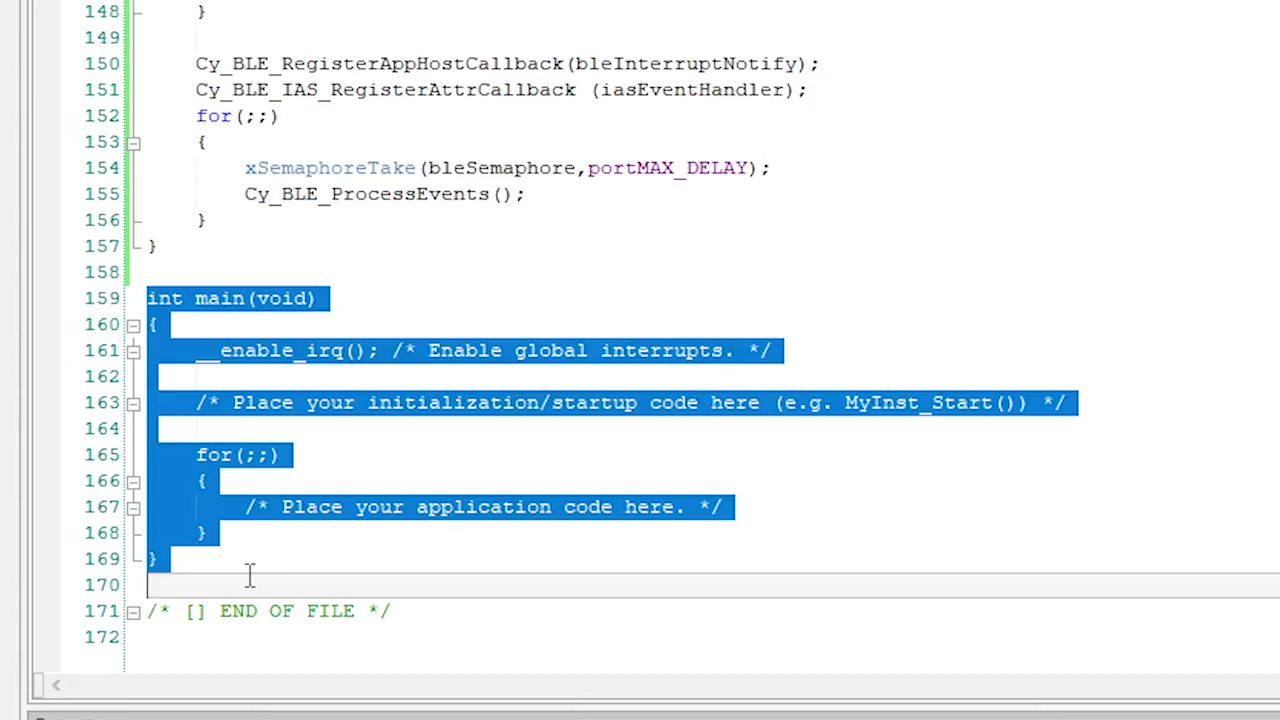 148 }
149
150 Cy_BLE_RegisterAppHostCallback(bleInterruptNotify);
151 Cy_BLE_IAS_RegisterAttrCallback (iasEventHandler);
152 for(;;)
153 {
154 xSemaphoreTake(bleSemaphore,portMAX_DELAY);
155 Cy_BLE_ProcessEvents();
156 }
157 }
158
159 int main(void)
160 {
161 __enable_irq(); /* Enable global interrupts. */
162
163 /* Place your initialization/startup code here (e.g. MyInst_Start()) */
164
165 for(;;)
166 {
167 /* Place your application code here. */
168 }
169 }
170
171 /* [] END OF FILE */
172